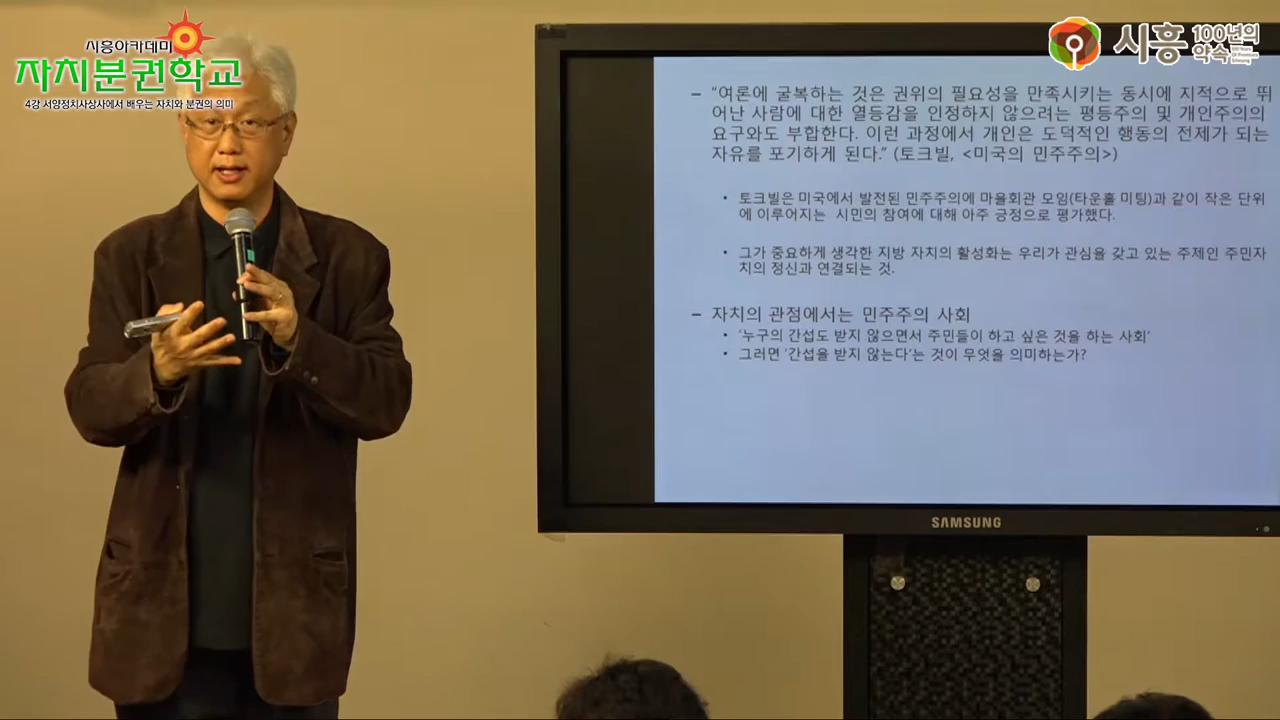 시흥아카데미
자치분권학교
4강 서양정치사상사에서 배우는 자치와 분권의 의미
시흥 100년의
약속
– “여론에 굴복하는 것은 권위의 필요성을 만족시키는 동시에 지적으로 뛰
어난 사람에 대한 열등감을 인정하지 않으려는 평등주의 및 개인주의의
요구와도 부합한다. 이런 과정에서 개인은 도덕적인 행동의 전제가 되는
자유를 포기하게 된다.” (토크빌, <미국의 민주주의>)
• 토크빌은 미국에서 발전된 민주주의에 마을회관 모임(타운홀 미팅)과 같이 작은 단위
에 이루어지는 시민의 참여에 대해 아주 긍정으로 평가했다.
• 그가 중요하게 생각한 지방 자치의 활성화는 우리가 관심을 갖고 있는 주제인 주민자
치의 정신과 연결되는 것.
– 자치의 관점에서는 민주주의 사회
• ‘누구의 간섭도 받지 않으면서 주민들이 하고 싶은 것을 하는 사회’
• 그러면 ‘간섭을 받지 않는다’는 것이 무엇을 의미하는가?
SAMSUNG